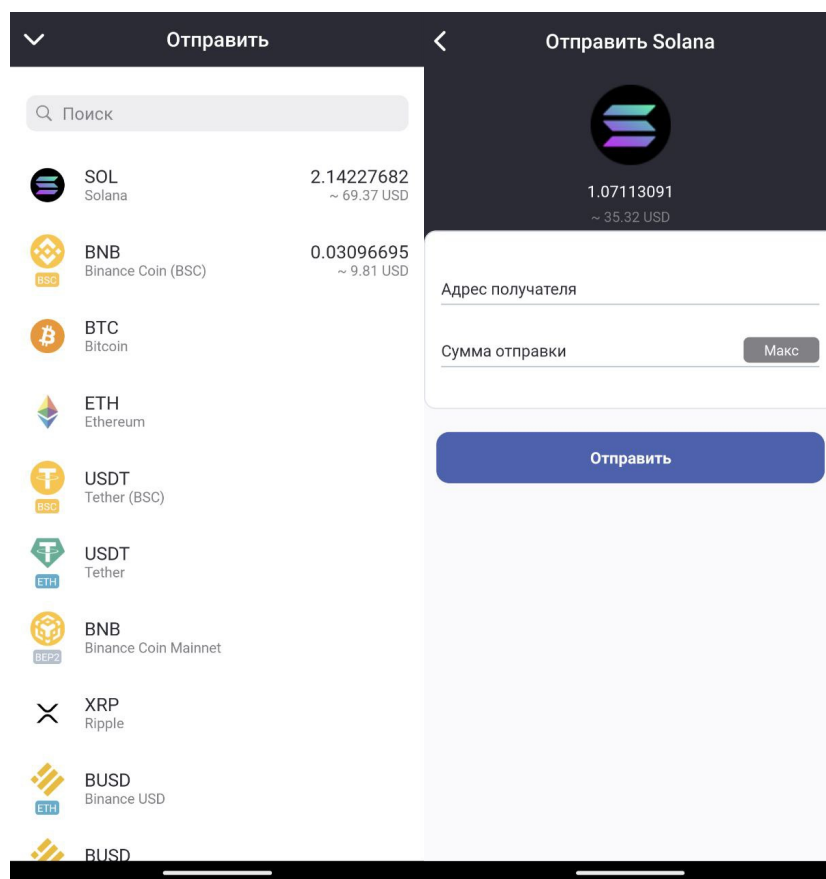 Отправить
Поиск
SOL
2.14227682
Solana
~ 69.37 USD
BNB
0.03096695
Binance Coin (BSC)
~ 9.81 USD
BSC
BTC
Bitcoin
ETH
Ethereum
USDT
Tether (BSC)
BSC
USDT
Tether
ETH
BNB
Binance Coin Mainnet
BEP2
XRP
Ripple
BUSD
Binance USD
ETH
BUSD
Отправить Solana
1.07113091
~ 35.32 USD
Адрес получателя
Сумма отправки
Макс
Отправить